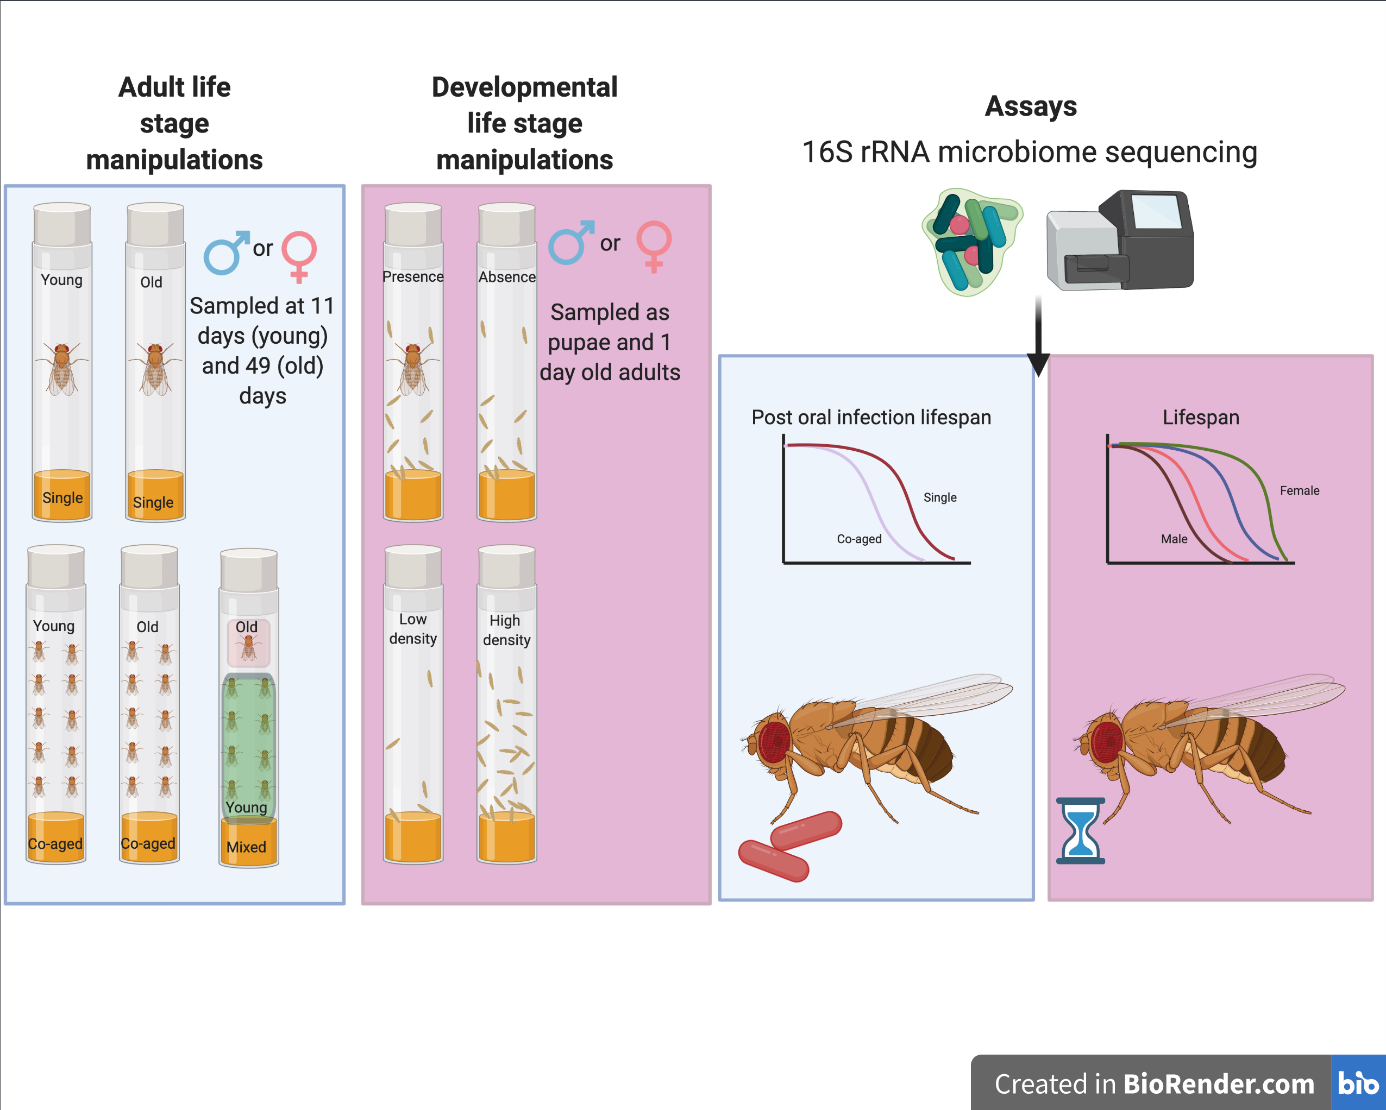 Adult life
stage
manipulations
Young
Old
or
Sampled at 11
days (young)
and 49 (old)
days
Single
Single
Young
Old
Old
Young
Co-aged
Co-aged
Mixed
Developmental
life stage
manipulations
Presence
Absence
or
Sampled as
pupae and 1
day old adults
Low
density
High
density
Assays
16S rRNA microbiome sequencing
Post oral infection lifespan
Single
Co-aged
Lifespan
Female
Male
Created in BioRender.com
bio